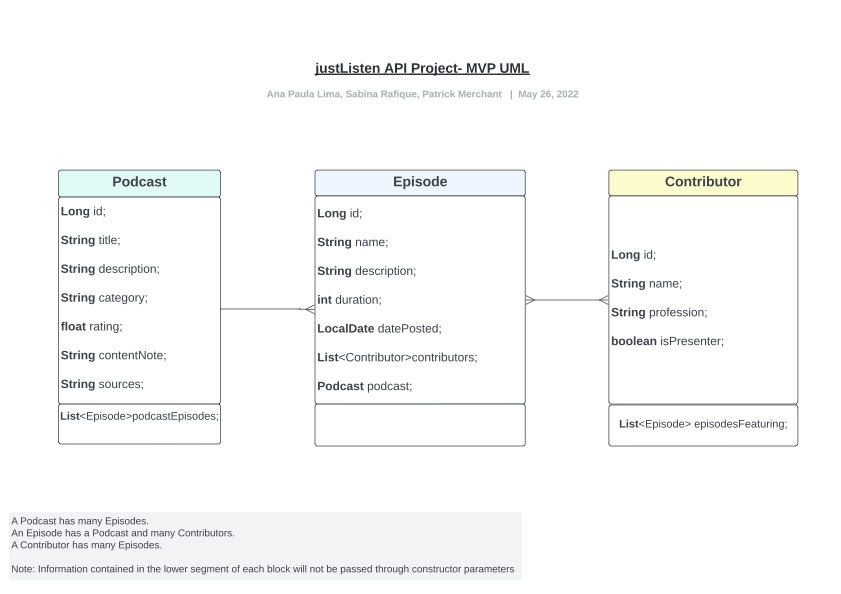 justListen API Project- MVP UML
Ana Paula Lima, Sabina Rafique, Patrick Merchant | May 26, 2022
Podcast
Long id;
String title;
String description;
String category;
float rating;
String contentNote;
String sources;
List<Episode>podcastEpisodes;
Episode
Long id;
String name;
String description;
int duration;
LocalDate datePosted;
List<Contributor>contributors;
Podcast podcast;
Contributor
Long id;
String name;
String profession;
boolean isPresenter;
List<Episode> episodesFeaturing;
A Podcast has many Episodes.
An Episode has a Podcast and many Contributors.
A Contributor has many Episodes.
Note: Information contained in the lower segment of each block will not be passed through constructor parameters